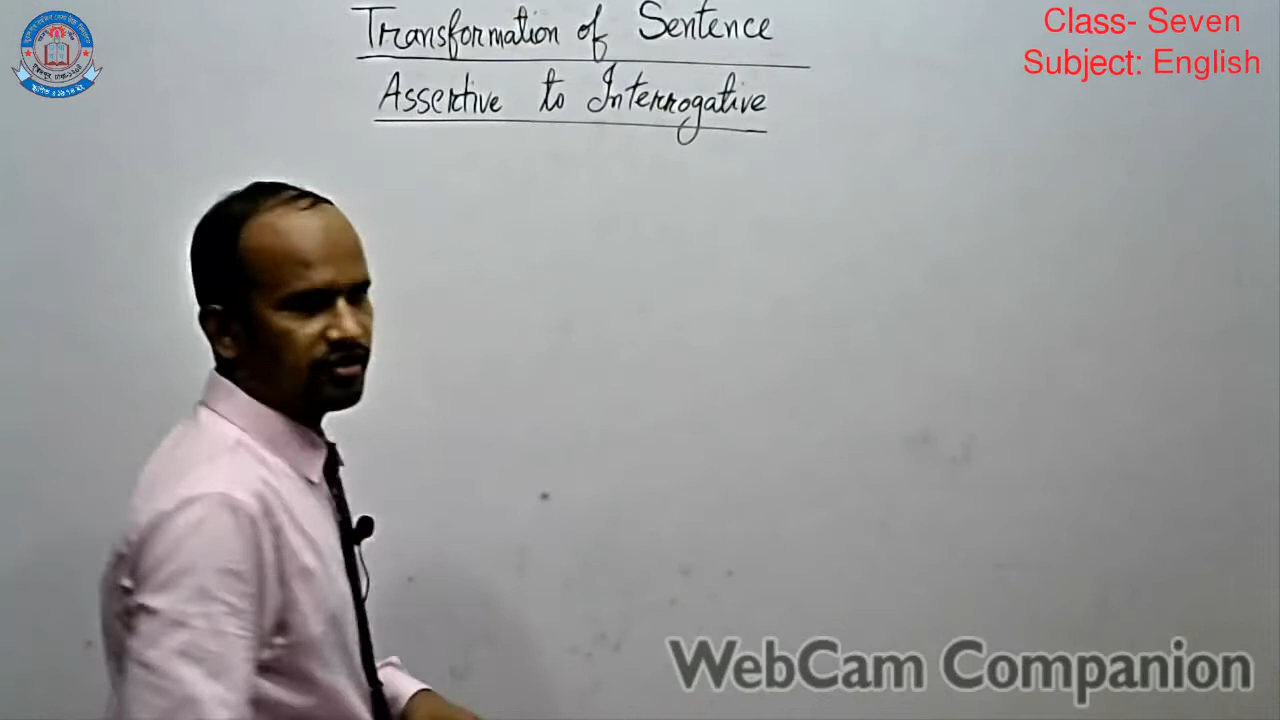 Transformation of Sentence
Assertive to Interrogative
Class- Seven
Subject: English
WebCam Companion